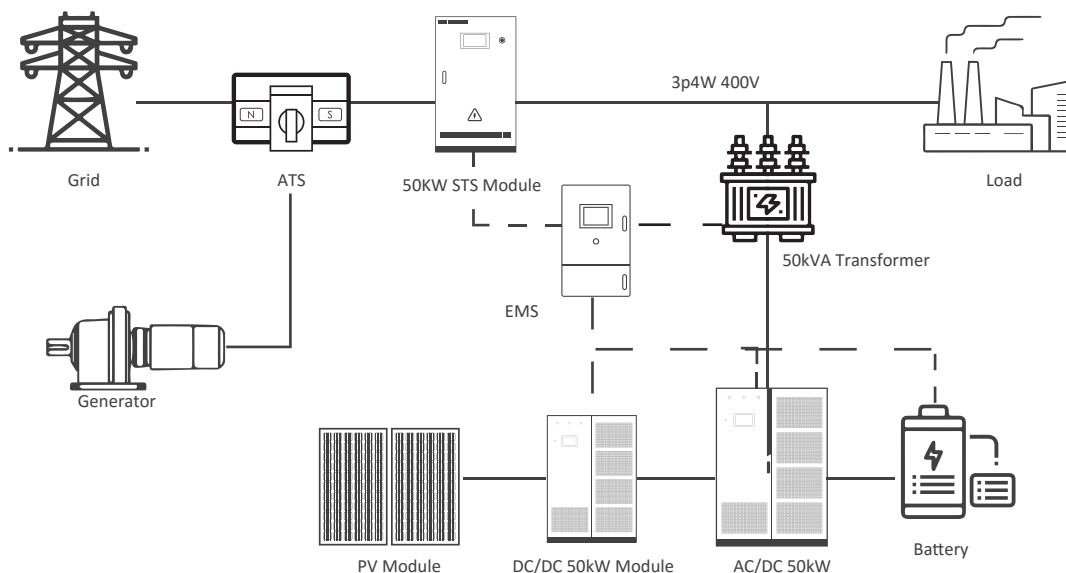 3p4W 400V
N
S
Grid
ATS
50KW STS Module
Load
50kVA Transformer
EMS
Generator
PV Module
DC/DC 50kW Module
AC/DC 50kW
Battery